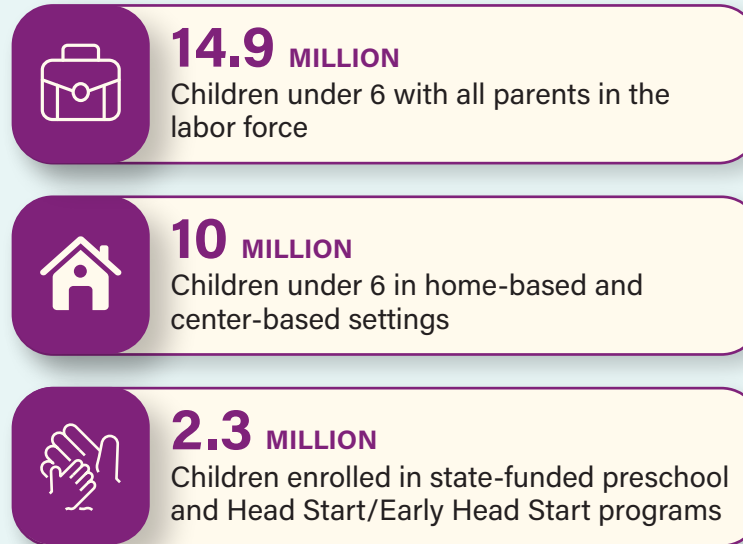 14.9 MILLION
Children under 6 with all parents in the
labor force
10 MILLION
Children under 6 in home-based and
center-based settings
2.3 MILLION
Children enrolled in state-funded preschool
and Head Start/Early Head Start programs